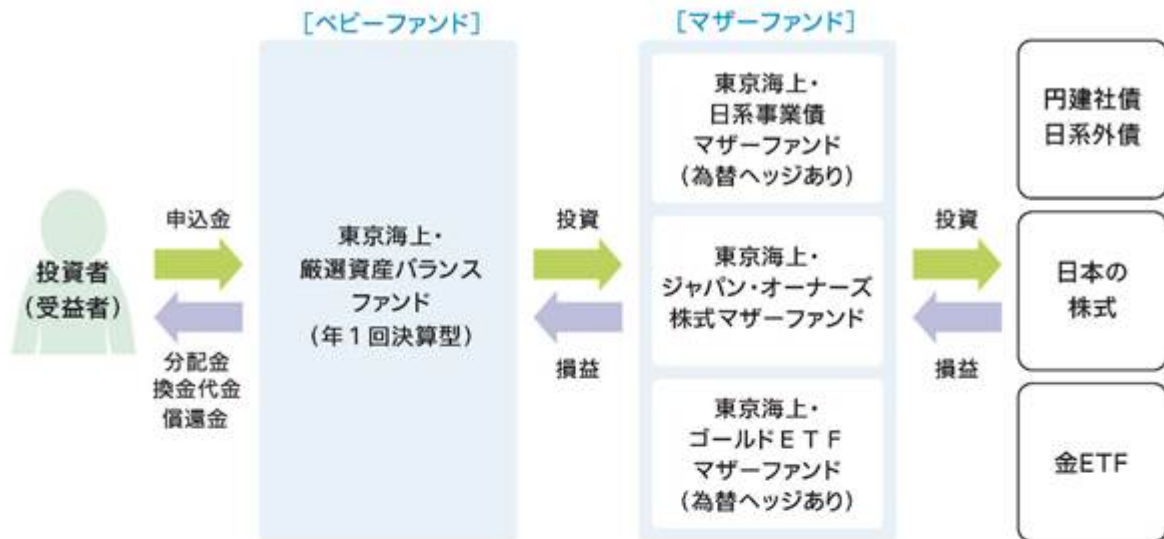 [ベビーファンド]
[マザーファンド]
投資者
(受益者)
申込金
分配金
換金代金
償還金
東京海上・
厳選資産バランス
ファンド
(年1回決算型)
投資
損益
東京海上・
日系事業債
マザーファンド
(為替ヘッジあり)
東京海上・
ジャパン・オーナーズ
株式マザーファンド
東京海上・
ゴールドETF
マザーファンド
(為替ヘッジあり)
投資
損益
円建社債
日系外債
日本の
株式
金ETF